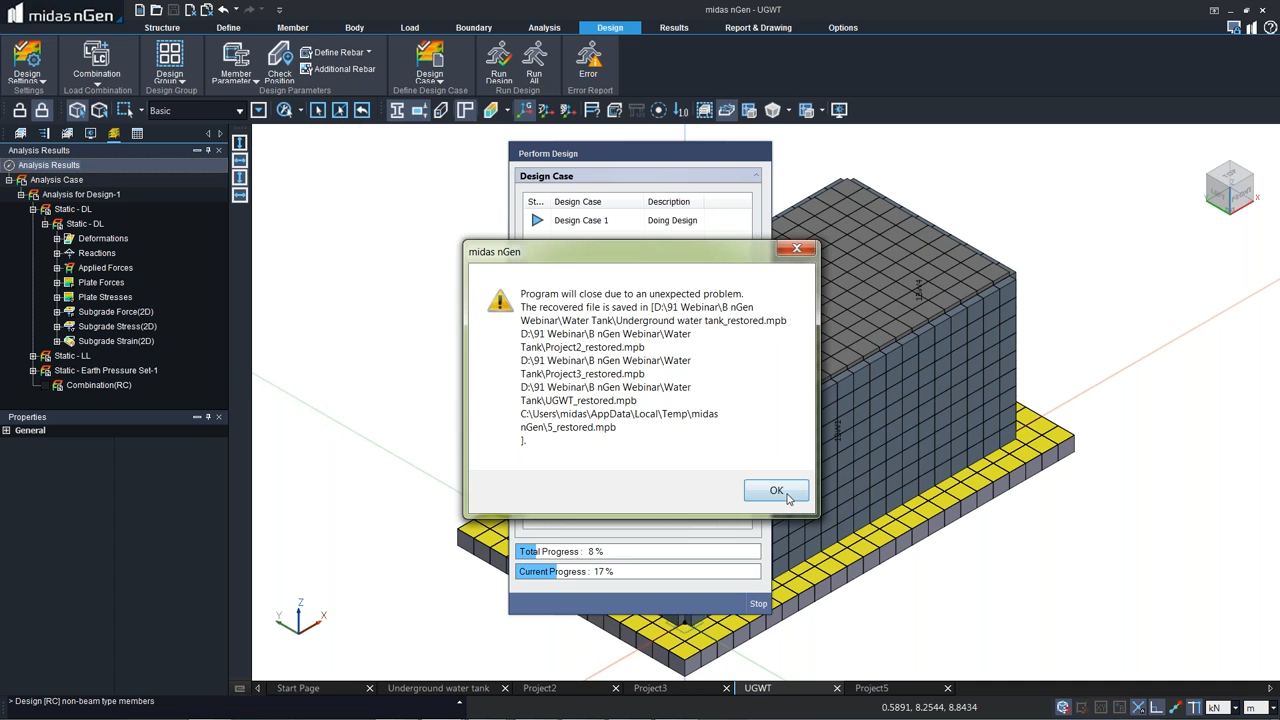 midas nGen
midas nGen - UGWT
Structure Define Member Body Load Boundary Analysis Design Results Report & Drawing Options
Design Settings
Combination
Design Group
Member Parameter
Check Position
Define Rebar
Additional Rebar
Design Case
Run Design
Run All
Error
Settings Load Combination Design Group Design Parameters Define Design Case Run Design Error Report
Basic
Analysis Results
Analysis Results
Analysis Case
Analysis for Design-1
Static - DL
Static - DL
Deformations
Reactions
Applied Forces
Plate Forces
Plate Stresses
Subgrade Force(2D)
Subgrade Stress(2D)
Subgrade Strain(2D)
Static - LL
Static - Earth Pressure Set-1
Combination(RC)
Properties
General
Perform Design
Design Case
St... Design Case Description
Design Case 1 Doing Design
midas nGen
Program will close due to an unexpected problem.
The recovered file is saved in [D:\91 Webinar\B nGen
Webinar\Water Tank\Underground water tank_restored.mpb
D:\91 Webinar\B nGen Webinar\Water
Tank\Project2_restored.mpb
D:\91 Webinar\B nGen Webinar\Water
Tank\Project3_restored.mpb
D:\91 Webinar\B nGen Webinar\Water
Tank\UGWT_restored.mpb
C:\Users\midas\AppData\Local\Temp\midas
nGen\5_restored.mpb
].
OK
Total Progress : 8 %
Current Progress : 17 %
Stop
TOP
X
Z
Y
X
Start Page Underground water tank Project2 Project3 UGWT Project5
> Design [RC] non-beam type members
0.5891, 8.2544, 8.8434
kN
m